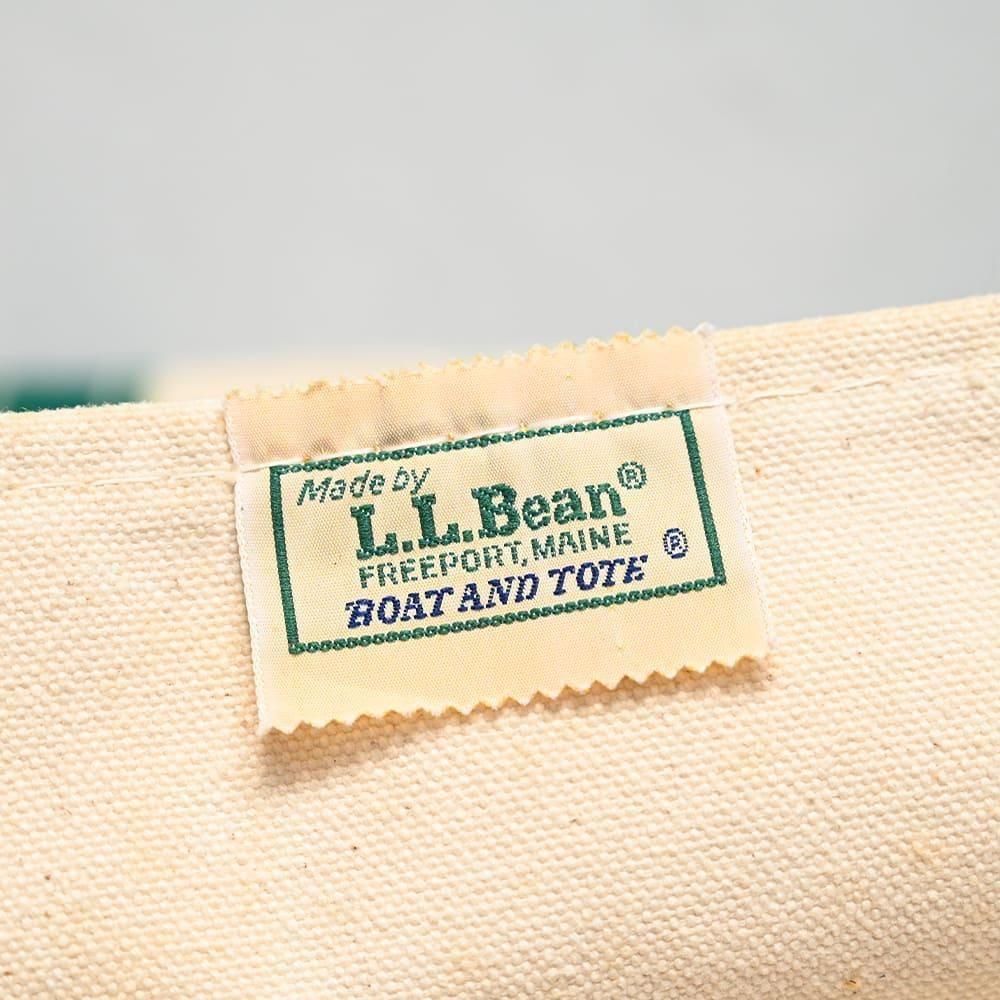 Made by
L.L.Bean®
FREEPORT, MAINE
BOAT AND TOTE ®